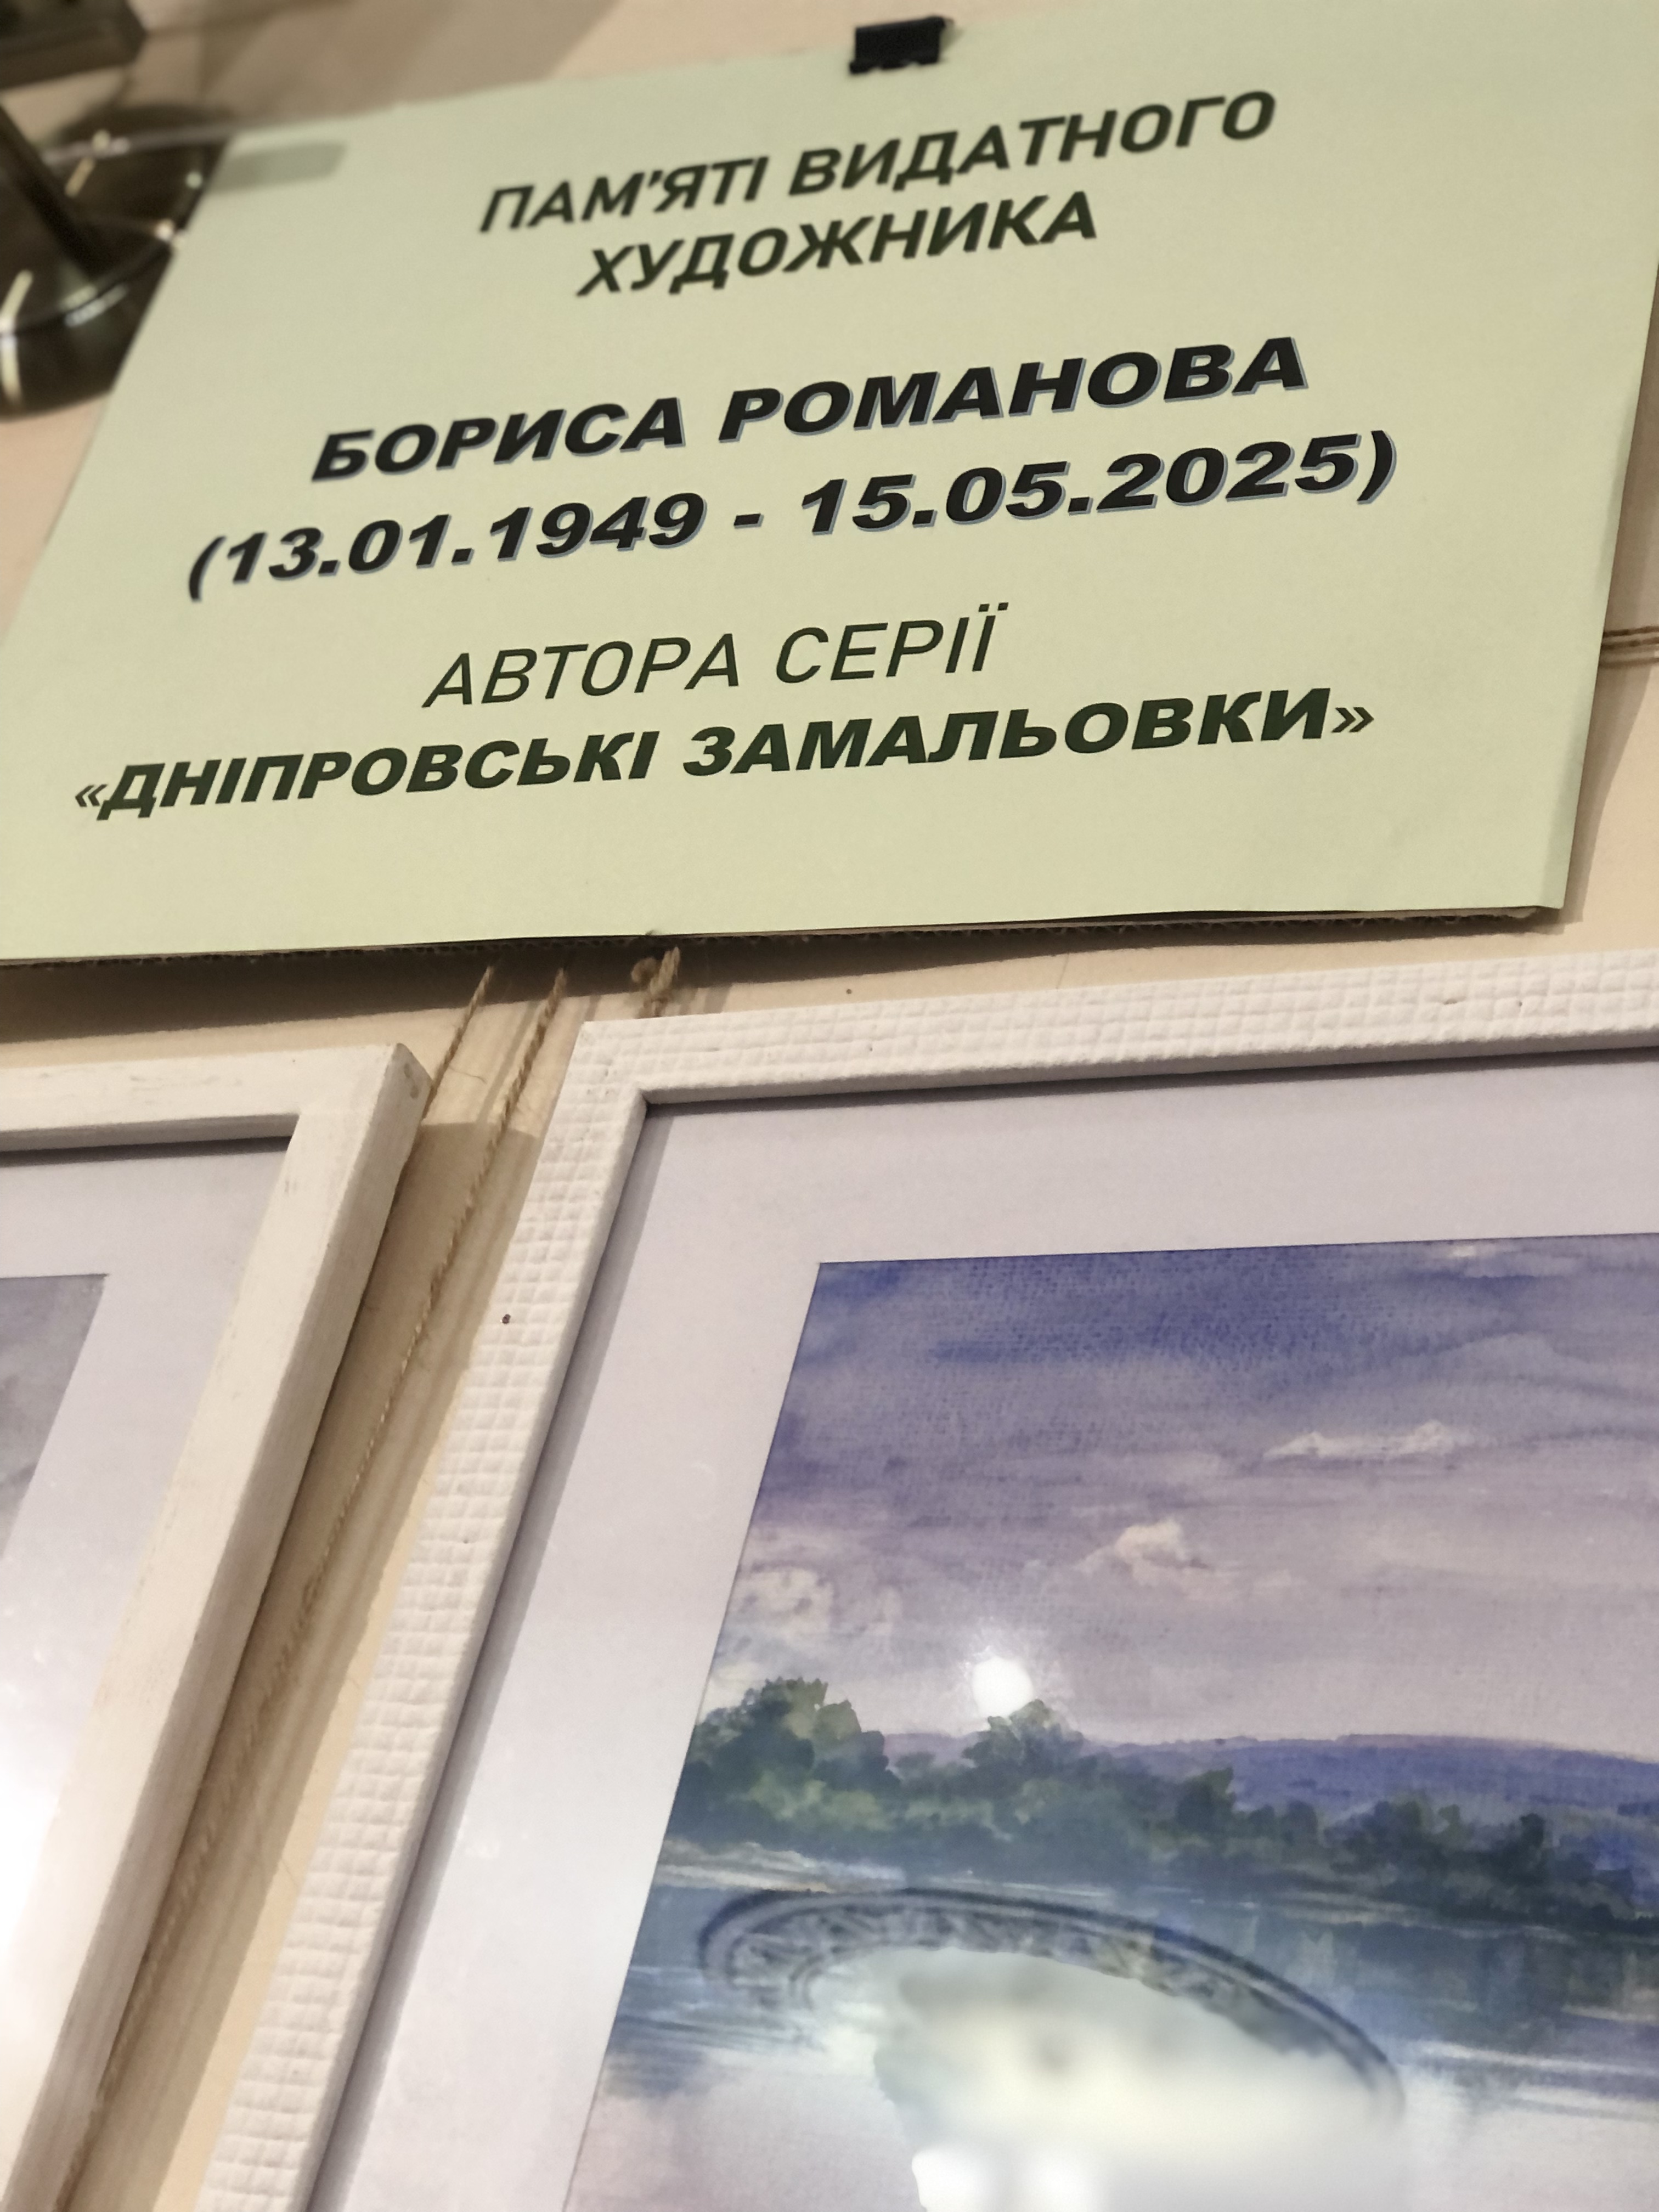 ПАМ'ЯТІ ВИДАТНОГО
ХУДОЖНИКА
БОРИСА РОМАНОВА
(13.01.1949 - 15.05.2025)
АВТОРА СЕРІЇ
«ДНІПРОВСЬКІ ЗАМАЛЬОВКИ»